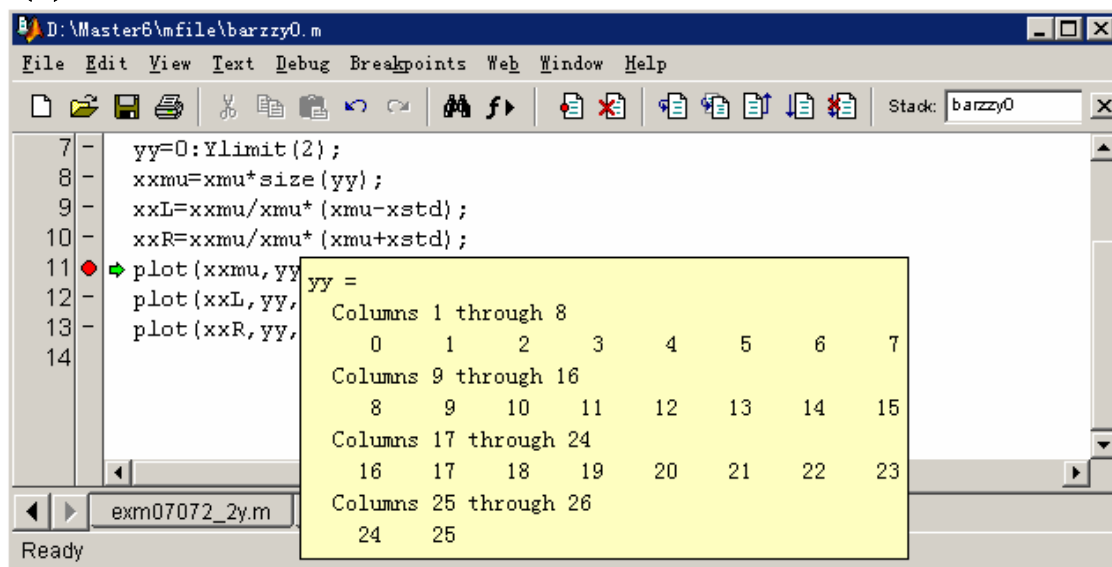 D:\Master6\mfile\barzzy0.m
File Edit View Text Debug Breakpoints Web Window Help
Stack: barzzy0
7 - yy=0:Ylimit(2);
8 - xxmu=xmu*size(yy);
9 - xxL=xxmu/xmu*(xmu-xstd);
10 - xxR=xxmu/xmu*(xmu+xstd);
11 plot(xxmu,yy
12 - plot(xxL,yy,
13 - plot(xxR,yy,
14
yy =
Columns 1 through 8
0 1 2 3 4 5 6 7
Columns 9 through 16
8 9 10 11 12 13 14 15
Columns 17 through 24
16 17 18 19 20 21 22 23
Columns 25 through 26
24 25
exm07072_2y.m
Ready